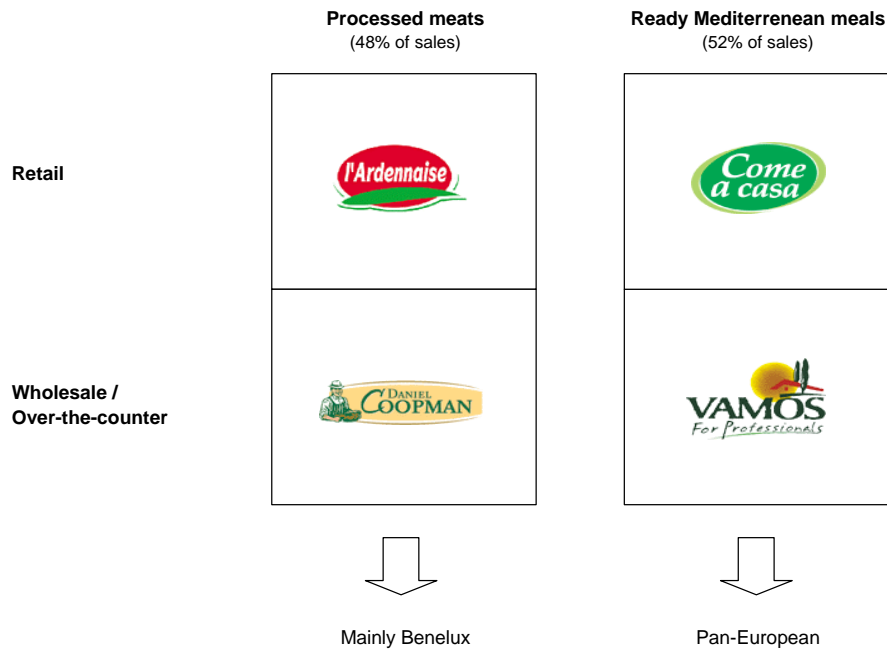 Processed meats
(48% of sales)
Ready Mediterrenean meals
(52% of sales)
Retail
l'Ardennaise
Come
a casa
Wholesale /
Over-the-counter
DANIEL
COOPMAN
VAMOS
For Professionals
Mainly Benelux
Pan-European